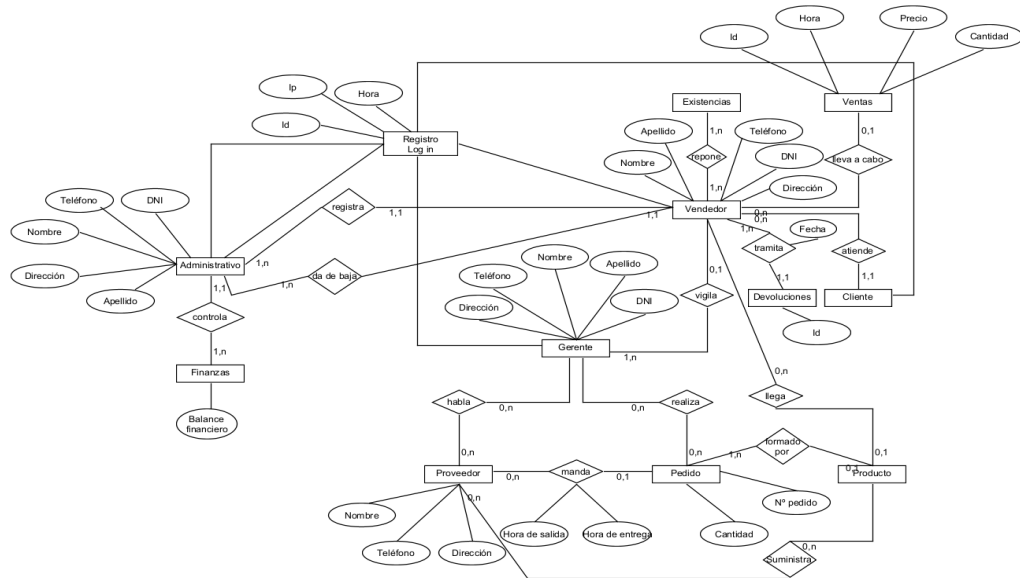 Hora
Precio
Id
Cantidad
Ip
Hora
Id
Registro
Log in
Existencias
Ventas
Apellido
1,n
Teléfono
0,1
Nombre
repone
DNI
lleva a cabo
1,n
Dirección
Teléfono
DNI
registra
1,1
Vendedor
1,1
0,n
0,n
0,n
1,n
Fecha
Nombre
tramita
atiende
Administrativo
1,n
Nombre
Apellido
Dirección
da de baja
Teléfono
0,1
1,1
1,1
1,n
1,1
Apellido
Dirección
DNI
vigila
Devoluciones
Cliente
controla
Id
Gerente
1,n
1,n
Finanzas
0,n
habla
0,n
0,n
realiza
llega
Balance
financiero
formado
por
0,n
0,n
1,n
0,1
Proveedor
0,n
manda
0,1
Pedido
0,1
Producto
0,n
Nombre
Nº pedido
Hora de salida
Hora de entrega
Cantidad
Teléfono
Dirección
0,n
Suministra